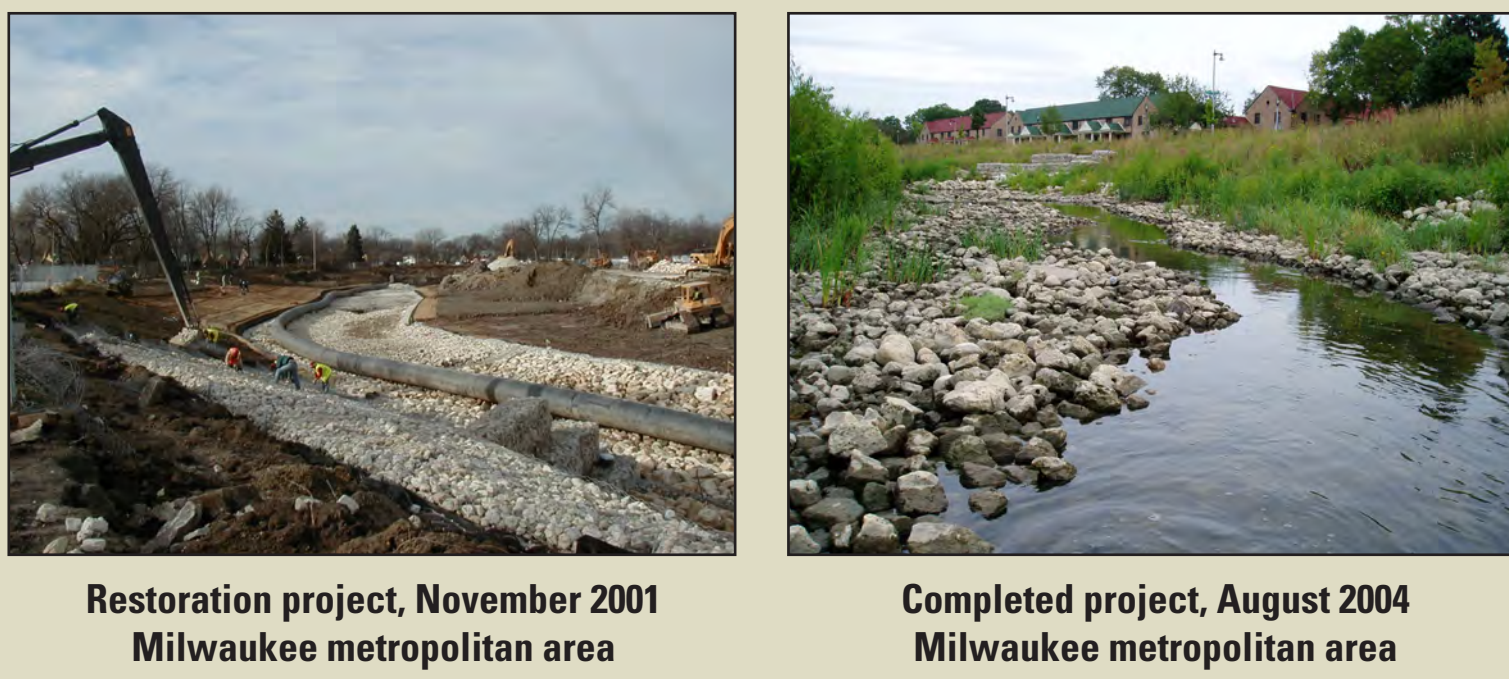 Restoration project, November 2001
Milwaukee metropolitan area
Completed project, August 2004
Milwaukee metropolitan area